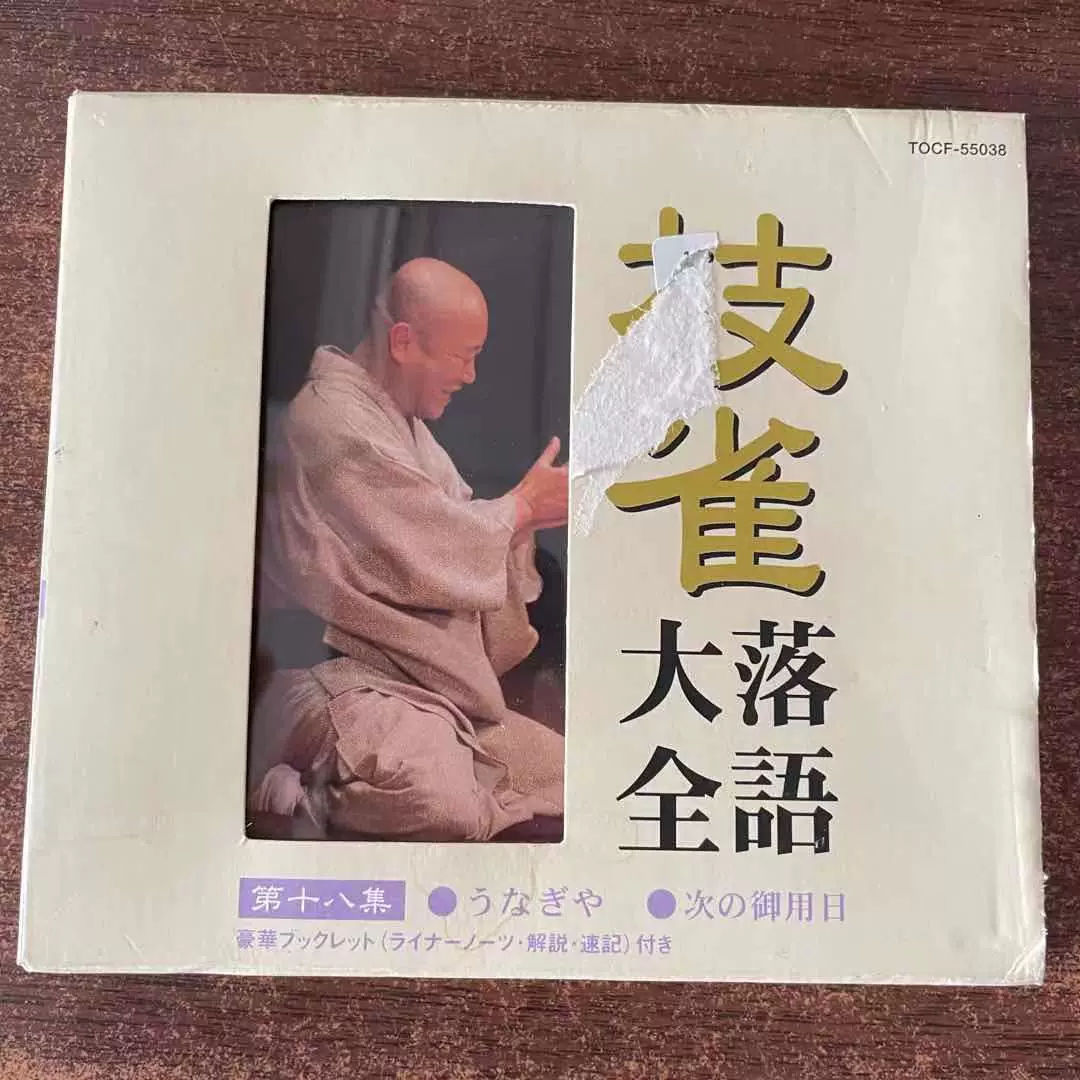 TOCF-55038
枝雀
落語
大全
第十八集 ●うなぎや ●次の御用日
豪華ブックレット(ライナーノーツ・解説・速記)付き